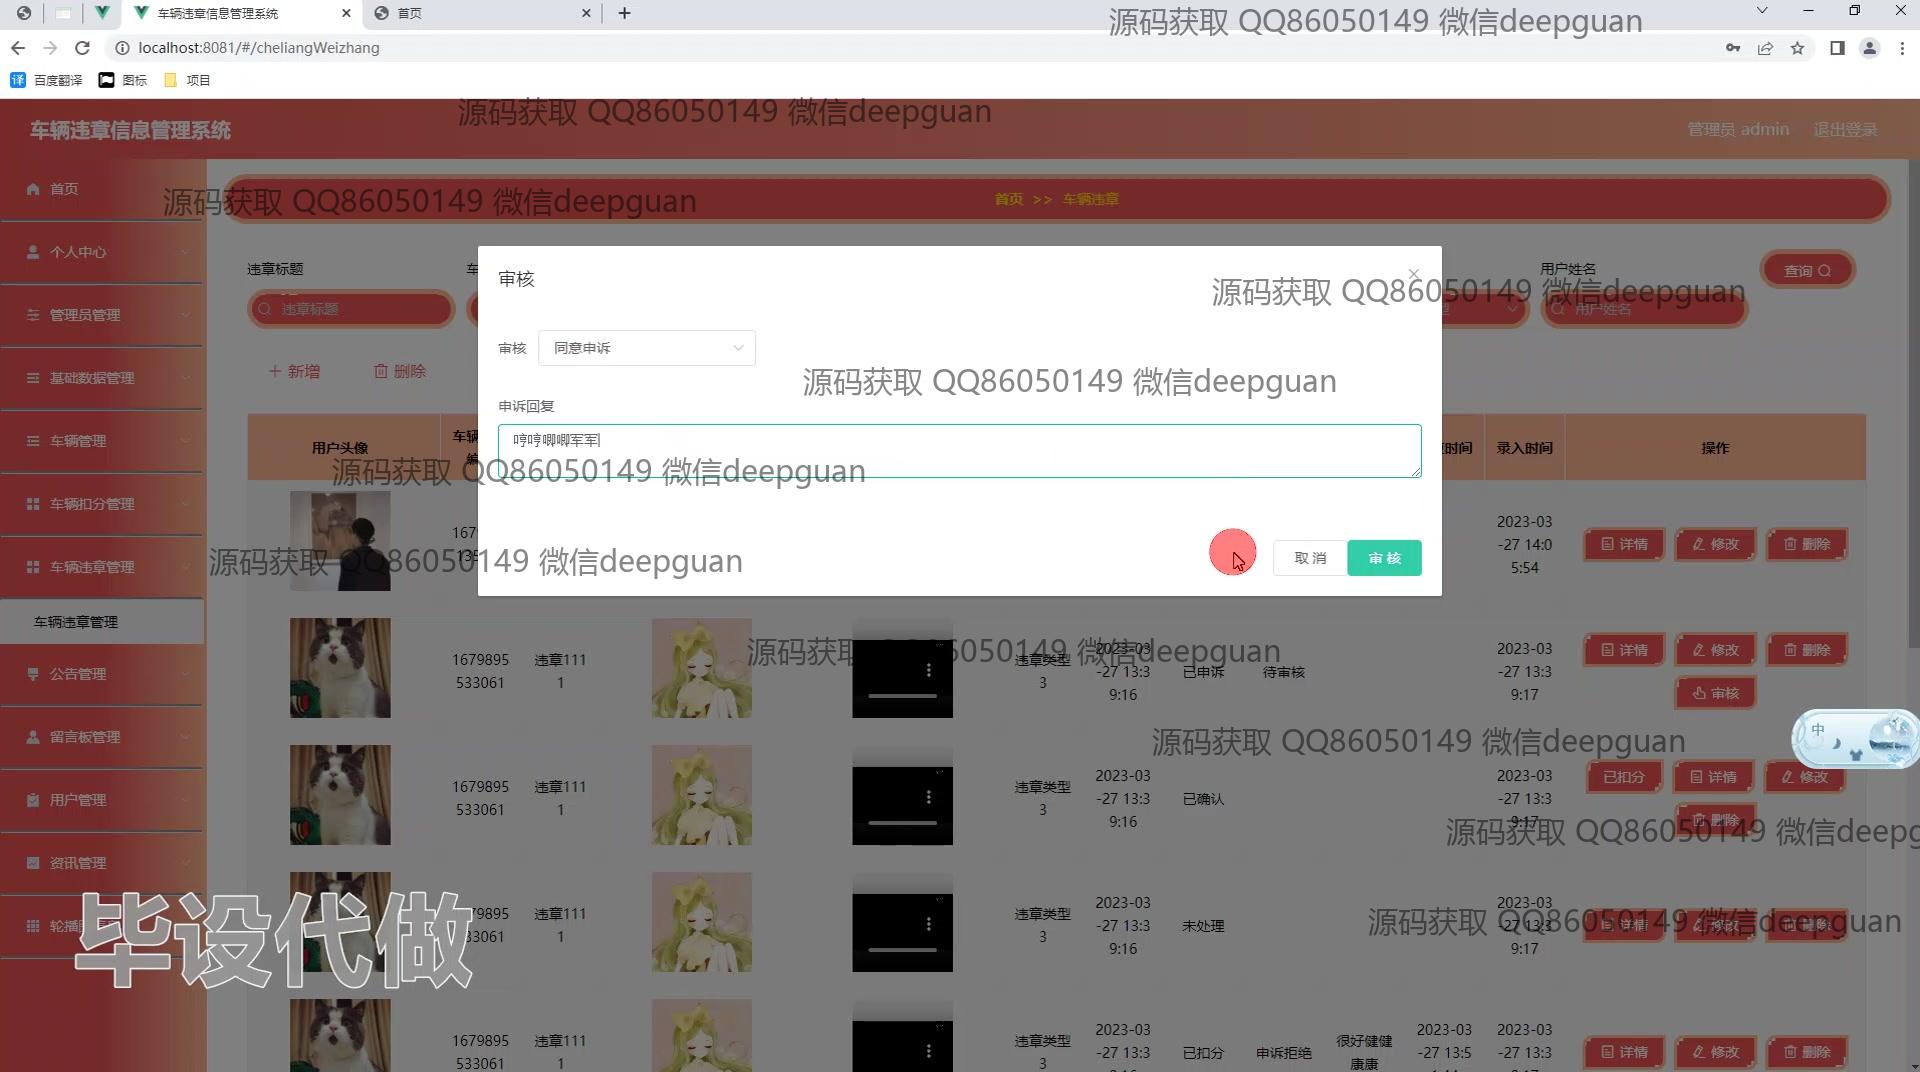 车辆违章信息管理系统
首页
源码获取 QQ86050149 微信deepguan
localhost:8081/#/cheliangWeizhang
百度翻译
图标
项目
源码获取 QQ86050149 微信deepguan
车辆违章信息管理系统
管理员 admin
退出登录
首页
源码获取 QQ86050149 微信deepguan
首页 >> 车辆违章
个人中心
管理员管理
基础数据管理
车辆管理
车辆扣分管理
车辆违章管理
车辆违章管理
公告管理
留言板管理
用户管理
资讯管理
违章标题
用户姓名
违章标题
用户姓名
查询
新增
删除
审核
源码获取 QQ86050149 微信deepguan
审核
同意申诉
源码获取 QQ86050149 微信deepguan
申诉回复
哼哼唧唧军军
源码获取 QQ86050149 微信deepguan
取 消
审 核
源码获取 QQ86050149 微信deepguan
用户头像
录入时间
操作
2023-03
-27 14:0
5:54
详情
修改
删除
源码获取 QQ86050149 微信deepguan
1679895
533061
违章111
1
违章类型
3
2023-03
-27 13:3
9:16
已申诉
待审核
2023-03
-27 13:3
9:17
详情
修改
删除
审核
源码获取 QQ86050149 微信deepguan
中
1679895
533061
违章111
1
违章类型
3
2023-03
-27 13:3
9:16
已确认
2023-03
-27 13:3
9:17
已扣分
详情
修改
删除
源码获取 QQ86050149 微信deepg
违章111
1
违章类型
3
2023-03
-27 13:3
9:16
未处理
2023-03
-27 13:3
9:17
详情
修改
删除
源码获取 QQ86050149 微信deepguan
毕设代做
1679895
533061
违章111
1
违章类型
3
2023-03
-27 13:3
已扣分
申诉拒绝
很好健健
康康
2023-03
-27 13:5
2023-03
-27 13:3
详情
修改
删除